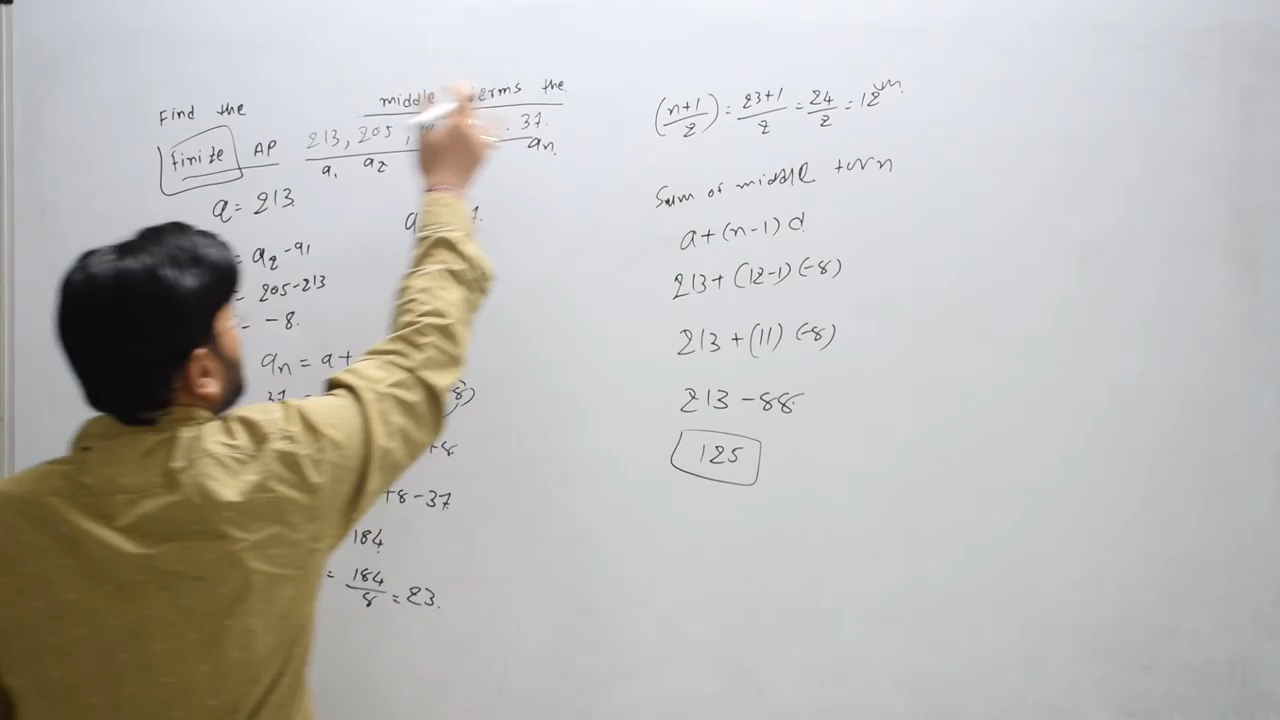 Find the middle terms the
finite AP 213, 205, . 37.
a1 a2 an
a = 213.
= a2 - a1
= 205 - 213
= -8.
an = a +
37 = 8)
+8
+8 - 37
184
= 184/8 = 23.
(n+1/2) = 23+1/2 = 24/2 = 12th
Sum of middle term
a + (n-1) d
213 + (12-1) (-8)
213 + (11) (-8)
213 - 88
125